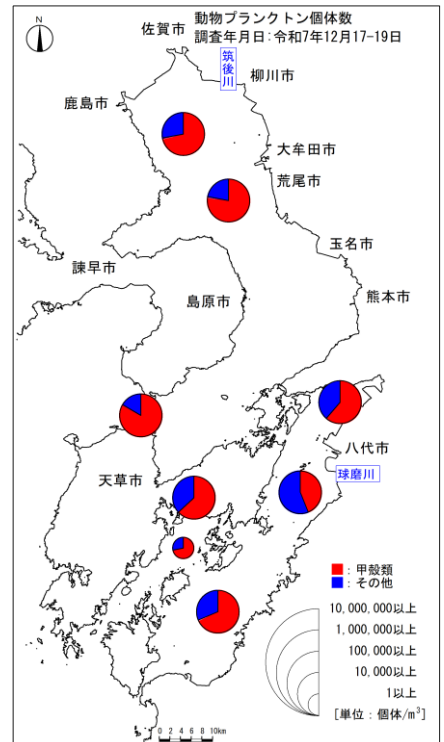 動物プランクトン個体数
調査年月日:令和7年12月17-19日
N
佐賀市
筑後川
柳川市
鹿島市
大牟田市
荒尾市
玉名市
諫早市
島原市
熊本市
八代市
球磨川
天草市
:甲殻類
:その他
10,000,000以上
1,000,000以上
100,000以上
10,000以上
1以上
[単位:個体/m³]
0 2 4 6 8 10km